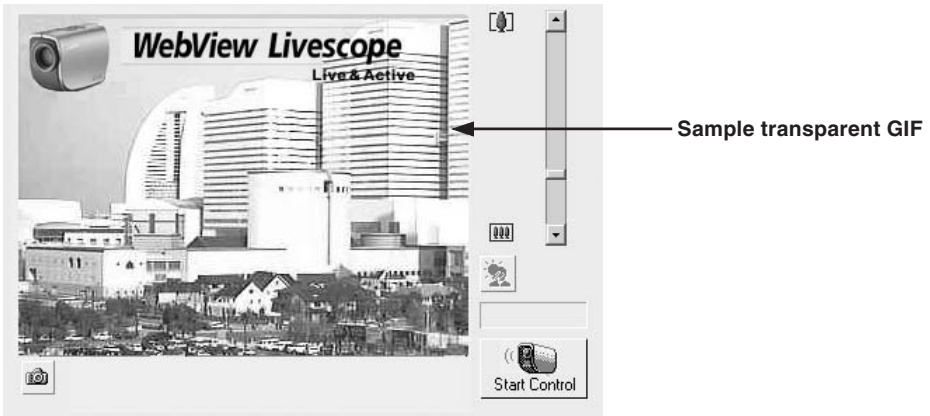 WebView Livescope
Live & Active
Sample transparent GIF
Start Control